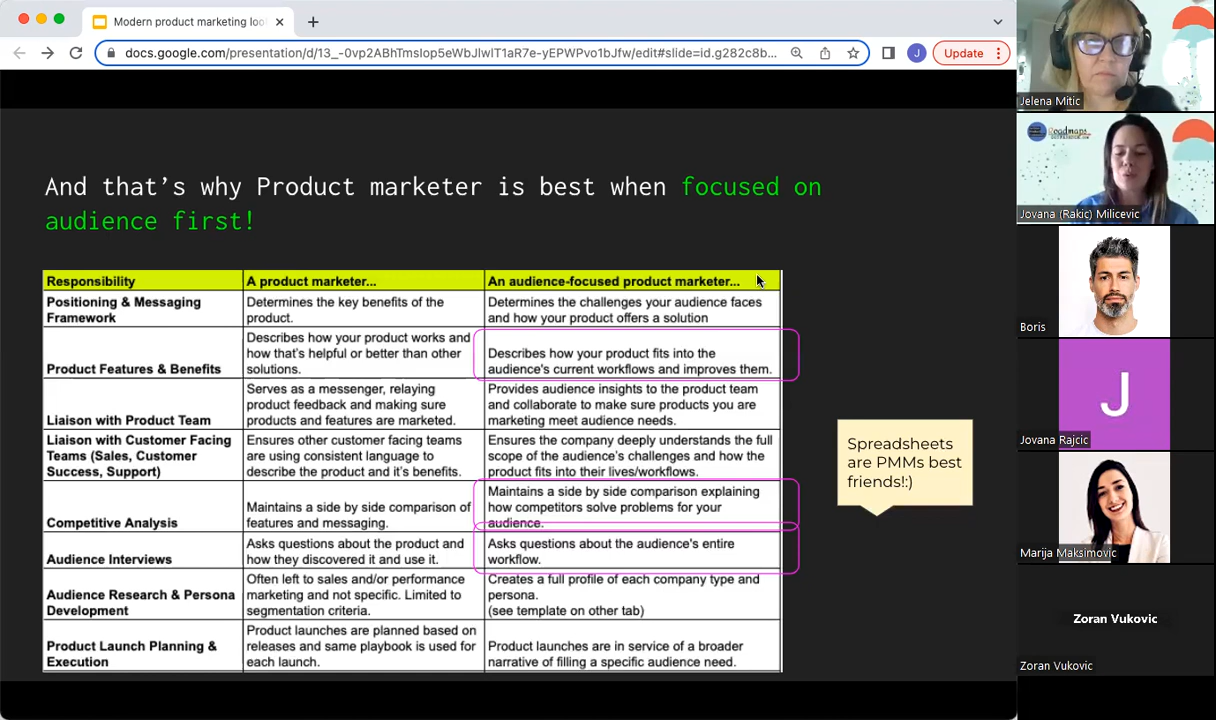 Modern product marketing loo
docs.google.com/presentation/d/13_-0vp2ABhTmsIop5eWbJlwIT1aR7e-yEPWPvo1bJfw/edit#slide=id.g282c8b...
J
Update
And that's why Product marketer is best when focused on
audience first!
Responsibility
A product marketer...
An audience-focused product marketer...
Positioning & Messaging
Framework
Determines the key benefits of the
product.
Determines the challenges your audience faces
and how your product offers a solution
Product Features & Benefits
Describes how your product works and
how that's helpful or better than other
solutions.
Describes how your product fits into the
audience's current workflows and improves them.
Liaison with Product Team
Serves as a messenger, relaying
product feedback and making sure
products and features are marketed.
Provides audience insights to the product team
and collaborate to make sure products you are
marketing meet audience needs.
Liaison with Customer Facing
Teams (Sales, Customer
Success, Support)
Ensures other customer facing teams
are using consistent language to
describe the product and it's benefits.
Ensures the company deeply understands the full
scope of the audience's challenges and how the
product fits into their lives/workflows.
Competitive Analysis
Maintains a side by side comparison of
features and messaging.
Maintains a side by side comparison explaining
how competitors solve problems for your
audience.
Audience Interviews
Asks questions about the product and
how they discovered it and use it.
Asks questions about the audience's entire
workflow.
Audience Research & Persona
Development
Often left to sales and/or performance
marketing and not specific. Limited to
segmentation criteria.
Creates a full profile of each company type and
persona.
(see template on other tab)
Product Launch Planning &
Execution
Product launches are planned based on
releases and same playbook is used for
each launch.
Product launches are in service of a broader
narrative of filling a specific audience need.
Spreadsheets
are PMMs best
friends!:)
Jelena Mitic
Roadmaps
Jovana (Rakic) Milicevic
Boris
J
Jovana Rajcic
Marija Maksimovic
Zoran Vukovic
Zoran Vukovic